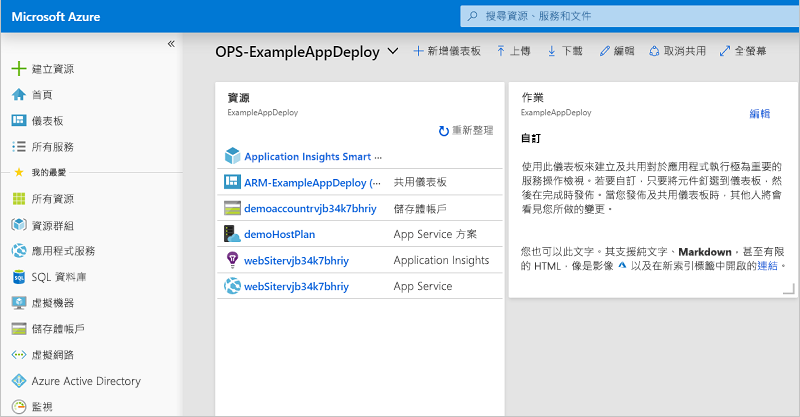 Microsoft Azure
搜尋資源、服務和文件
«
OPS-ExampleAppDeploy
新增儀表板
上傳
下載
編輯
取消共用
全螢幕
建立資源
首頁
儀表板
所有服務
我的最愛
所有資源
資源群組
應用程式服務
SQL 資料庫
虛擬機器
儲存體帳戶
虛擬網路
Azure Active Directory
監視
資源
ExampleAppDeploy
重新整理
Application Insights Smart ...
ARM-ExampleAppDeploy (... 共用儀表板
demoaccountrvjb34k7bhriy 儲存體帳戶
demoHostPlan App Service 方案
webSitervjb34k7bhriy Application Insights
webSitervjb34k7bhriy App Service
作業
ExampleAppDeploy
編輯
自訂
使用此儀表板來建立及共用對於應用程式執行極為重要的
服務操作檢視。若要自訂，只要將元件釘選到儀表板，然
後在完成時發佈。當您發佈及共用儀表板時，其他人將會
看見您所做的變更。
您也可以此文字。其支援純文字、Markdown，甚至有限
的 HTML，像是影像 以及在新索引標籤中開啟的連結。
SQL